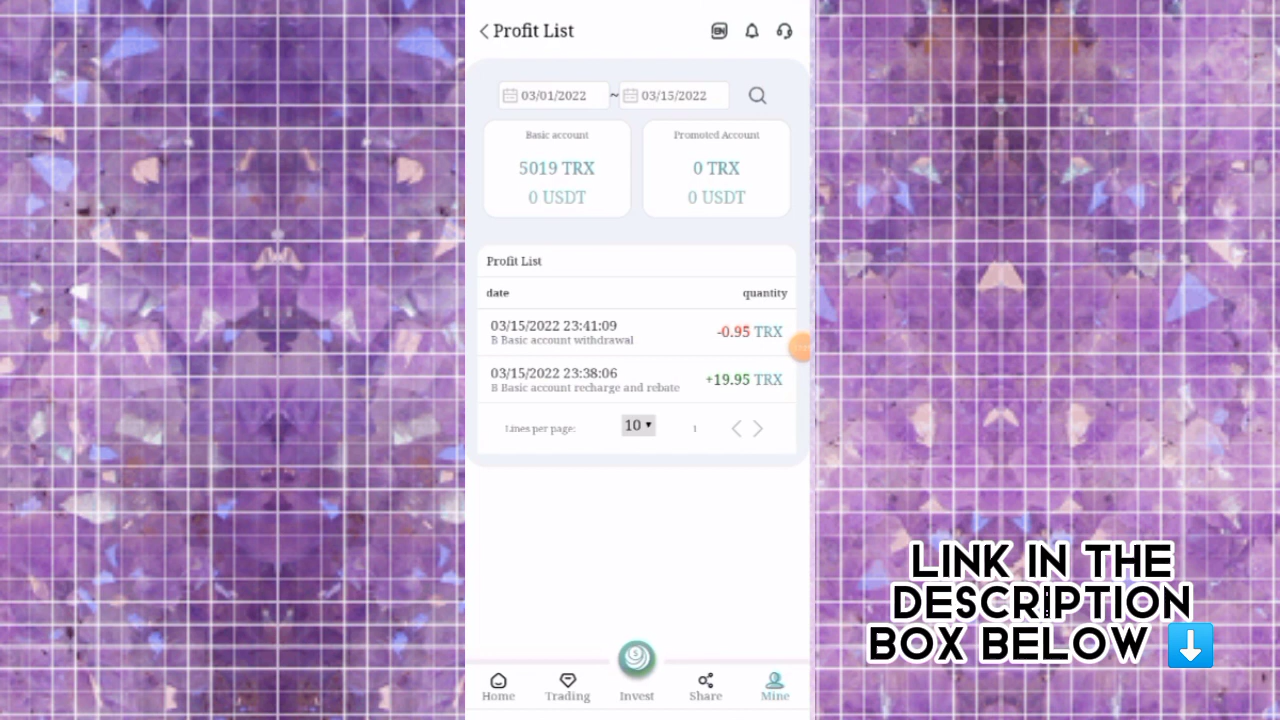 Profit List
EN
03/01/2022 ~ 03/15/2022
Basic account
5019 TRX
0 USDT
Promoted Account
0 TRX
0 USDT
Profit List
date quantity
03/15/2022 23:41:09
B Basic account withdrawal
-0.95 TRX
03/15/2022 23:38:06
B Basic account recharge and rebate
+19.95 TRX
Lines per page: 10 1
LINK IN THE
DESCRIPTION
BOX BELOW ⬇️
Home Trading Invest Share Mine